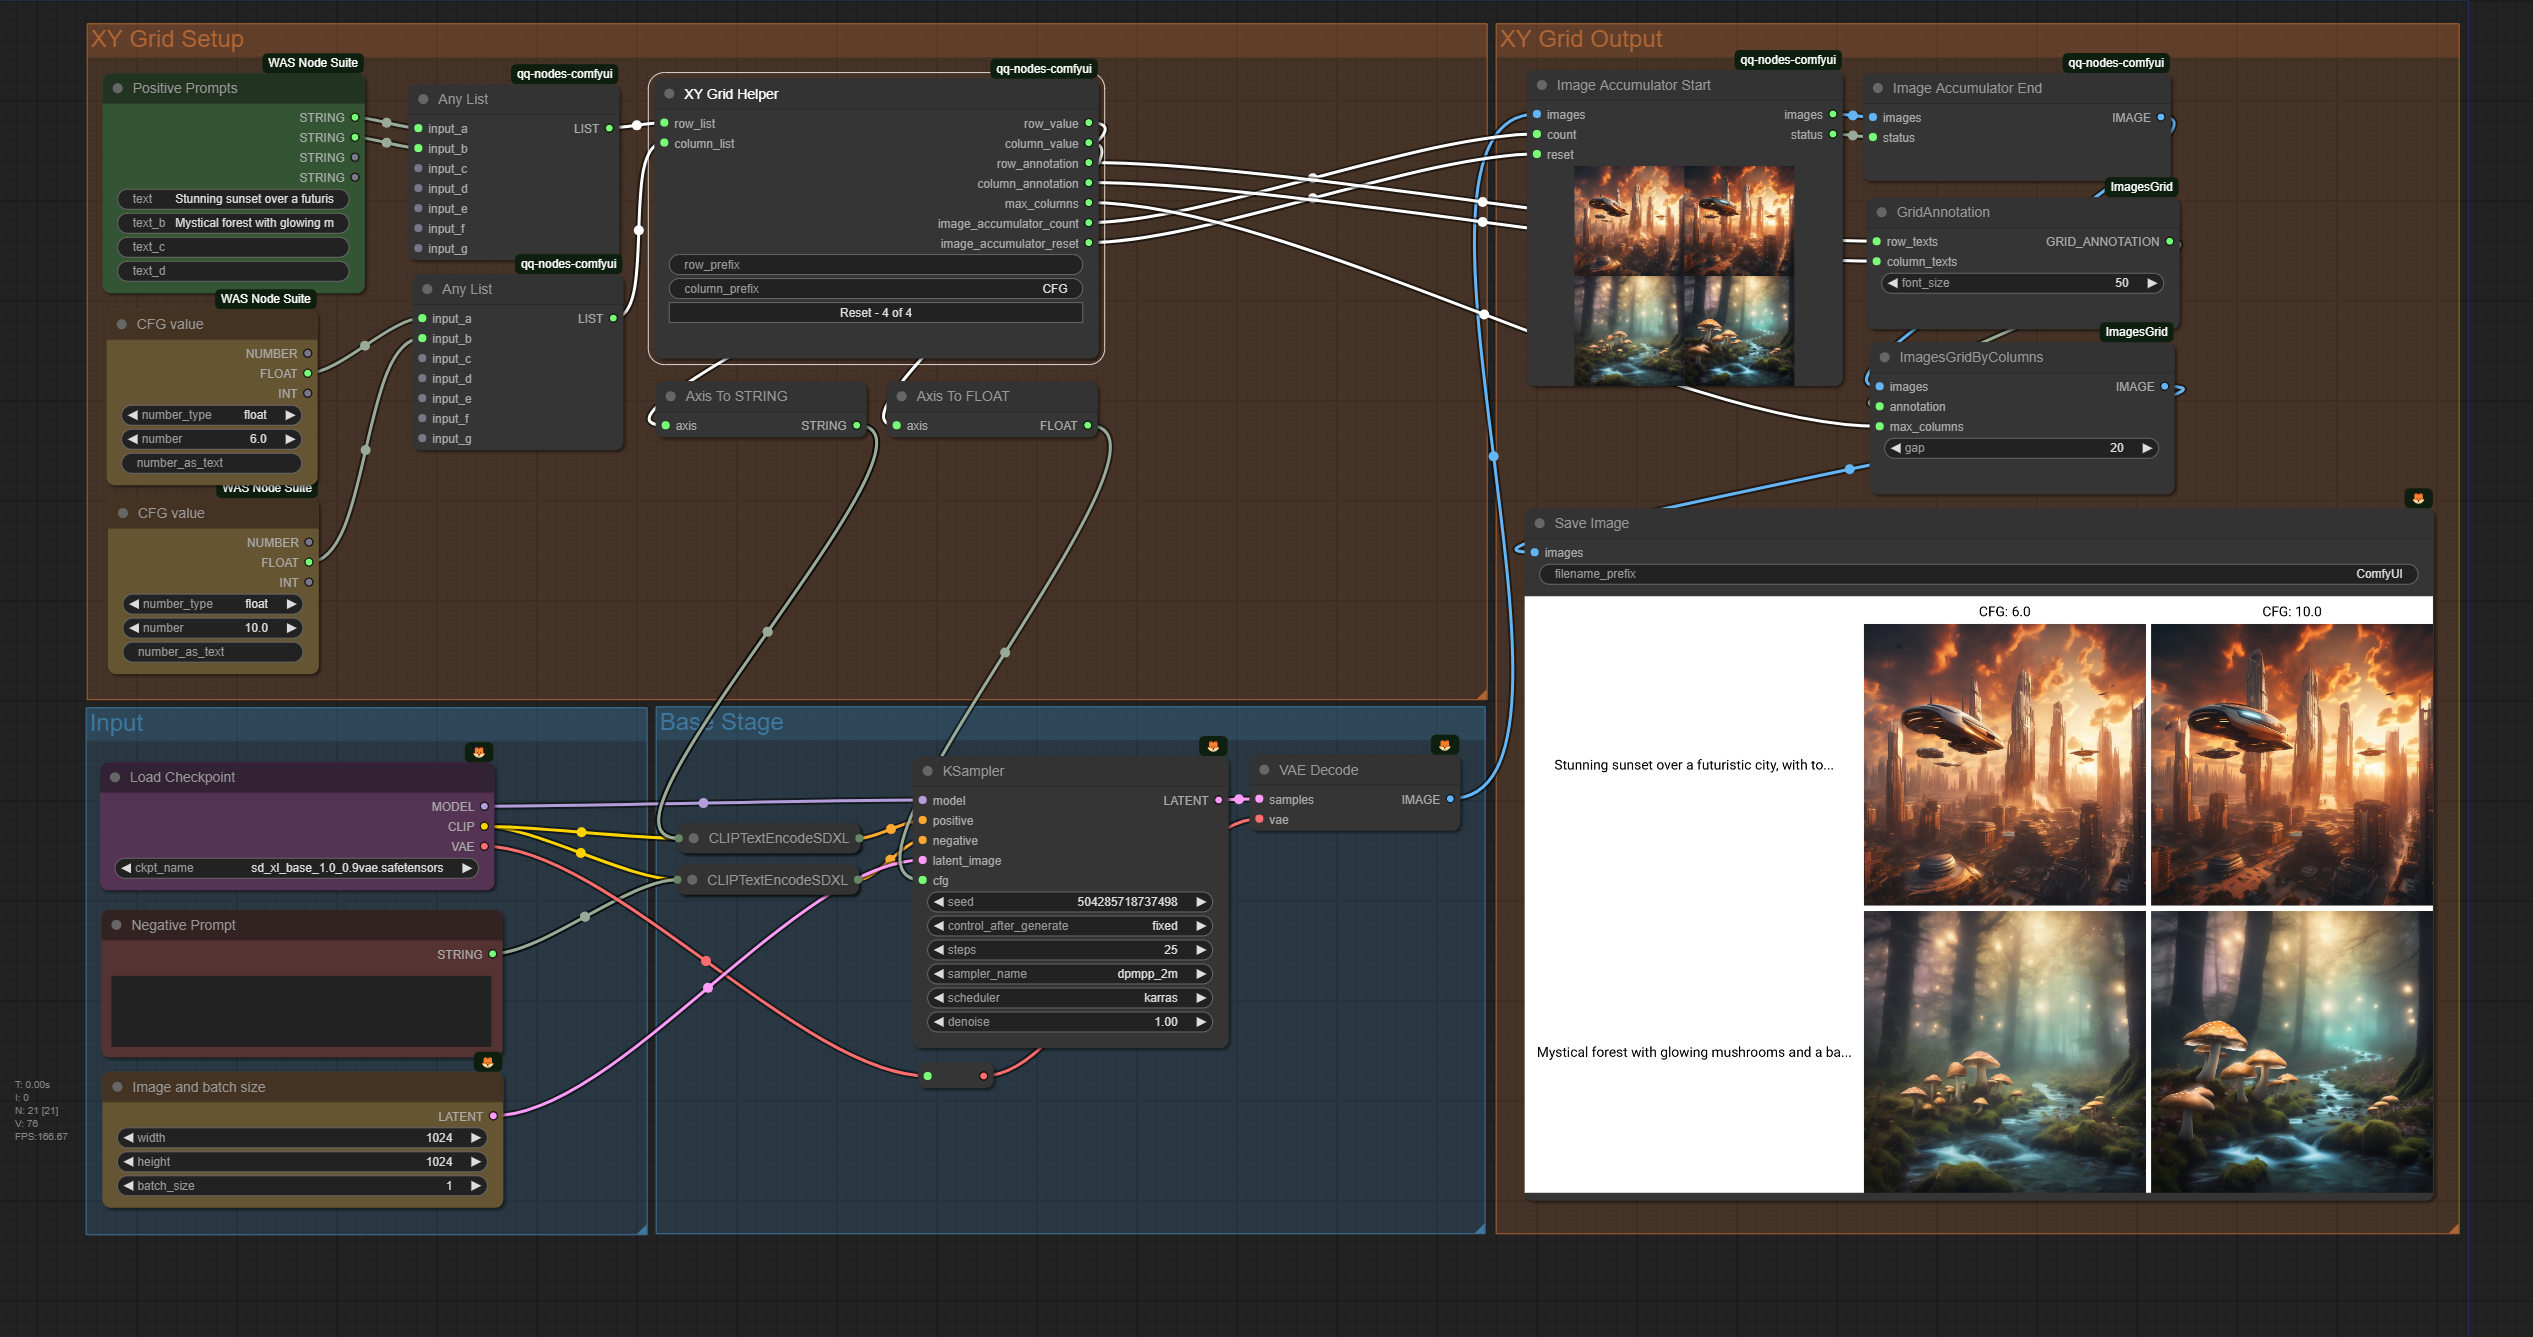 XY Grid Setup
WAS Node Suite
Positive Prompts
STRING
STRING
STRING
STRING
text Stunning sunset over a futuris
text_b Mystical forest with glowing m
text_c
text_d
qq-nodes-comfyui
Any List
input_a LIST
input_b
input_c
input_d
input_e
input_f
input_g
WAS Node Suite
CFG value
NUMBER
FLOAT
INT
number_type float
number 6.0
number_as_text
WAS Node Suite
CFG value
NUMBER
FLOAT
INT
number_type float
number 10.0
number_as_text
qq-nodes-comfyui
Any List
input_a LIST
input_b
input_c
input_d
input_e
input_f
input_g
qq-nodes-comfyui
XY Grid Helper
row_list row_value
column_list column_value
row_annotation
column_annotation
max_columns
image_accumulator_count
image_accumulator_reset
row_prefix
column_prefix CFG
Reset - 4 of 4
Axis To STRING
axis STRING
Axis To FLOAT
axis FLOAT
XY Grid Output
qq-nodes-comfyui
Image Accumulator Start
images images
count status
reset
qq-nodes-comfyui
Image Accumulator End
images IMAGE
status
ImagesGrid
GridAnnotation
row_texts GRID_ANNOTATION
column_texts
font_size 50
ImagesGrid
ImagesGridByColumns
images IMAGE
annotation
max_columns
gap 20
Save Image
images
filename_prefix ComfyUI
CFG: 6.0 CFG: 10.0
Stunning sunset over a futuristic city, with to...
Mystical forest with glowing mushrooms and a ba...
Input
Load Checkpoint
MODEL
CLIP
VAE
ckpt_name sd_xl_base_1.0_0.9vae.safetensors
Negative Prompt
STRING
Image and batch size
LATENT
width 1024
height 1024
batch_size 1
Base Stage
CLIPTextEncodeSDXL
CLIPTextEncodeSDXL
KSampler
model LATENT
positive
negative
latent_image
cfg
seed 504285718737498
control_after_generate fixed
steps 25
sampler_name dpmpp_2m
scheduler karras
denoise 1.00
VAE Decode
samples IMAGE
vae
T: 0.00s
I: 0
N: 21 [21]
V: 76
FPS:166.67